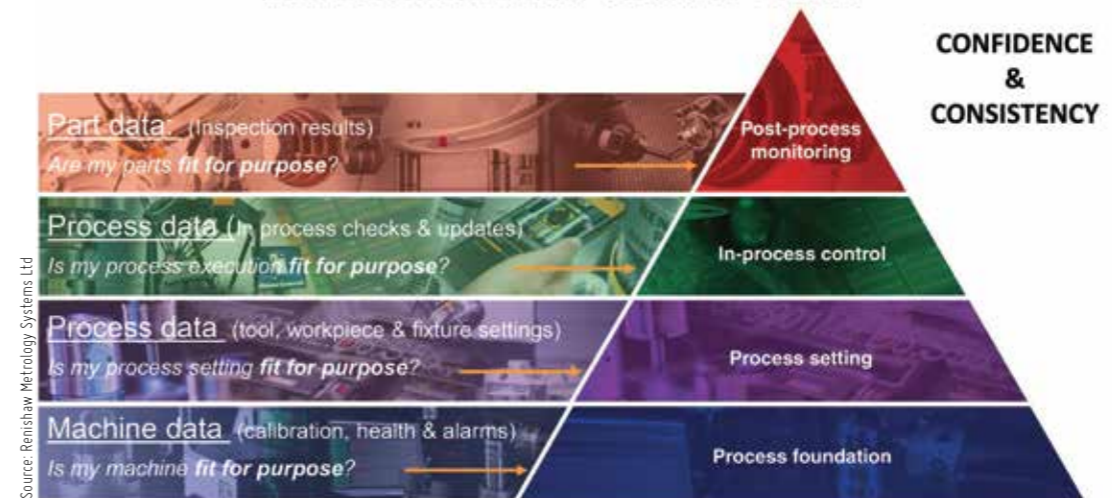 CONFIDENCE
&
CONSISTENCY
Part data: (Inspection results)
Are my parts fit for purpose?
Post-process
monitoring
Process data (In process checks & updates)
Is my process execution fit for purpose?
In-process control
Process data (tool, workpiece & fixture settings)
Is my process setting fit for purpose?
Process setting
Machine data (calibration, health & alarms)
Is my machine fit for purpose?
Process foundation
Source: Renishaw Metrology Systems Ltd